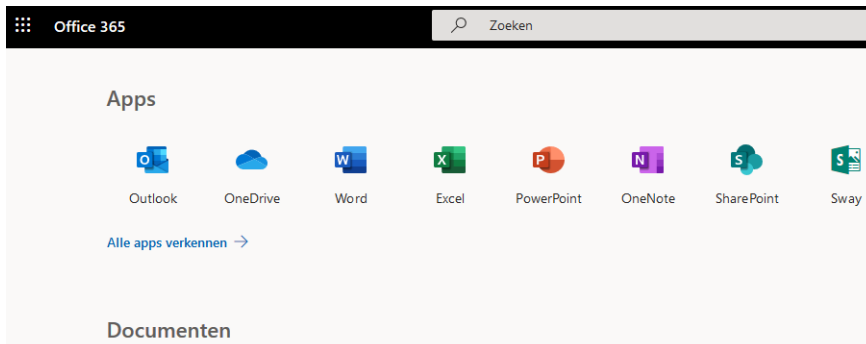 Office 365 Zoeken
Apps
Outlook OneDrive Word Excel PowerPoint OneNote SharePoint Sway
Alle apps verkennen
Documenten